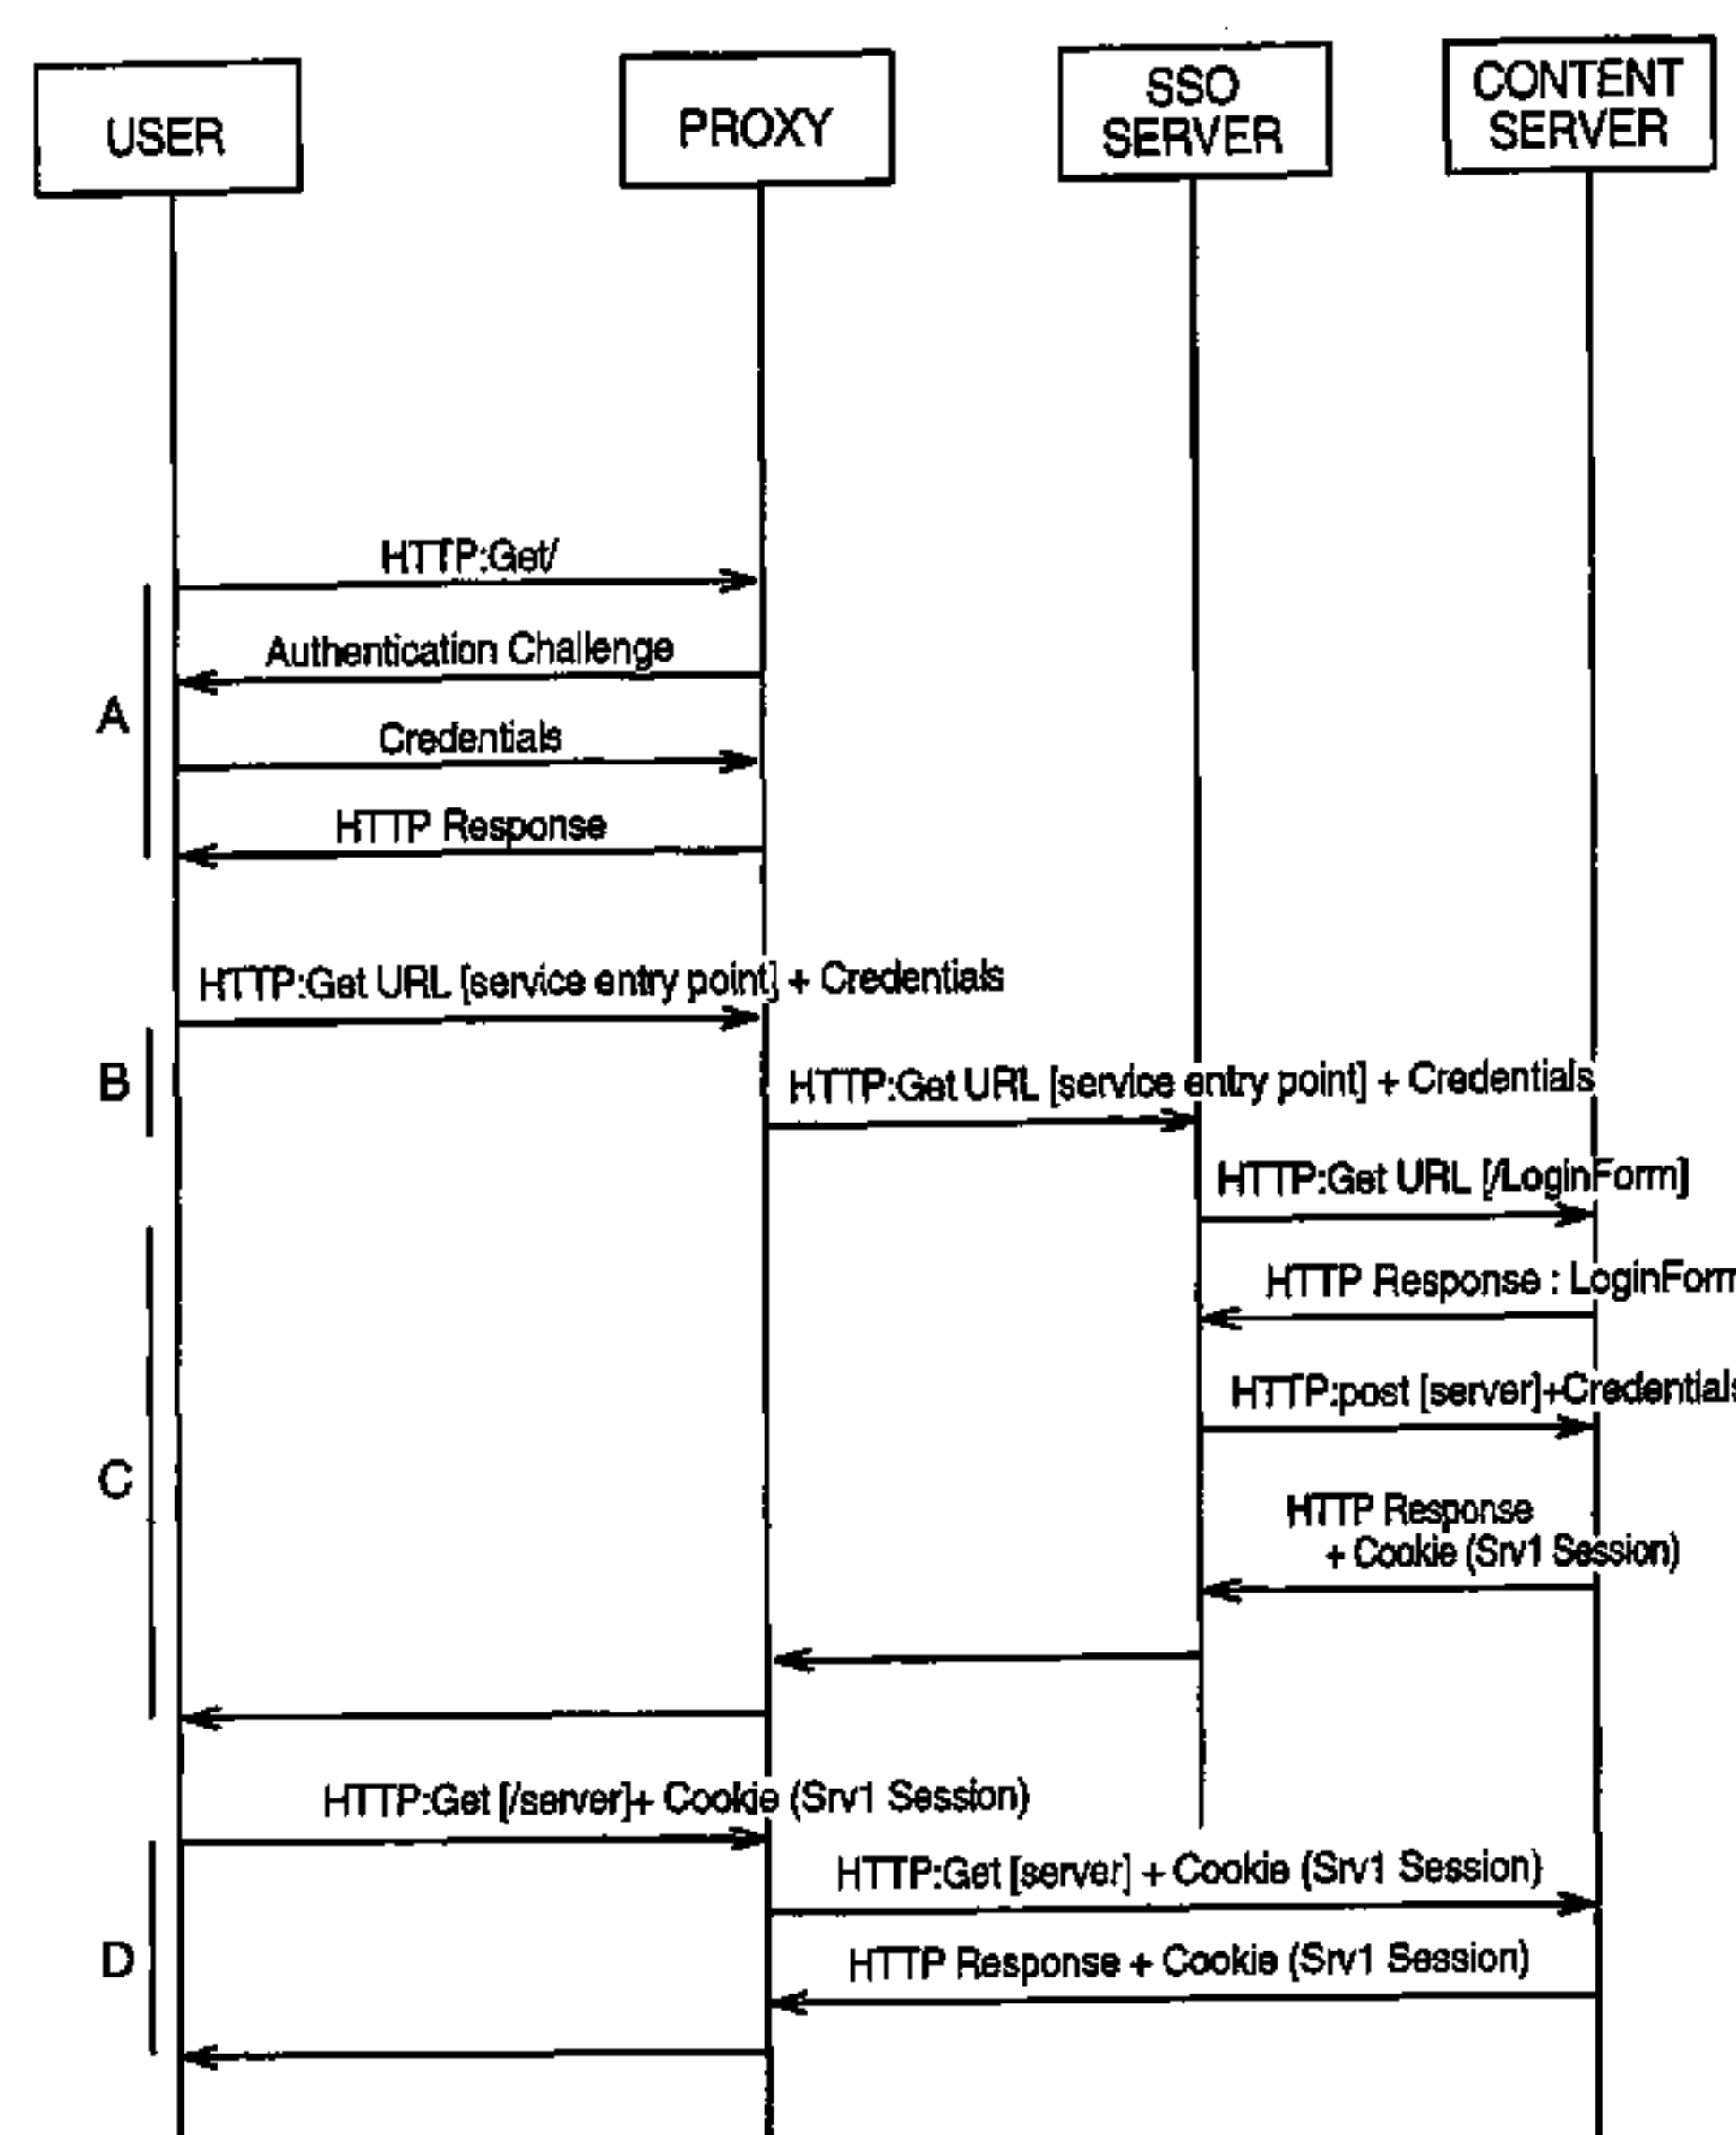 USER
PROXY
SSO
SERVER
CONTENT
SERVER
HTTP:Get/
Authentication Challenge
A
Credentials
HTTP Response
HTTP:Get URL [service entry point] + Credentials
B
HTTP:Get URL [service entry point] + Credentials
HTTP:Get URL [/LoginForm]
HTTP Response : LoginForm
HTTP:post [server]+Credentials
C
HTTP Response
+ Cookie (Srv1 Session)
HTTP:Get [/server]+ Cookie (Srv1 Session)
HTTP:Get [server] + Cookie (Srv1 Session)
D
HTTP Response + Cookie (Srv1 Session)